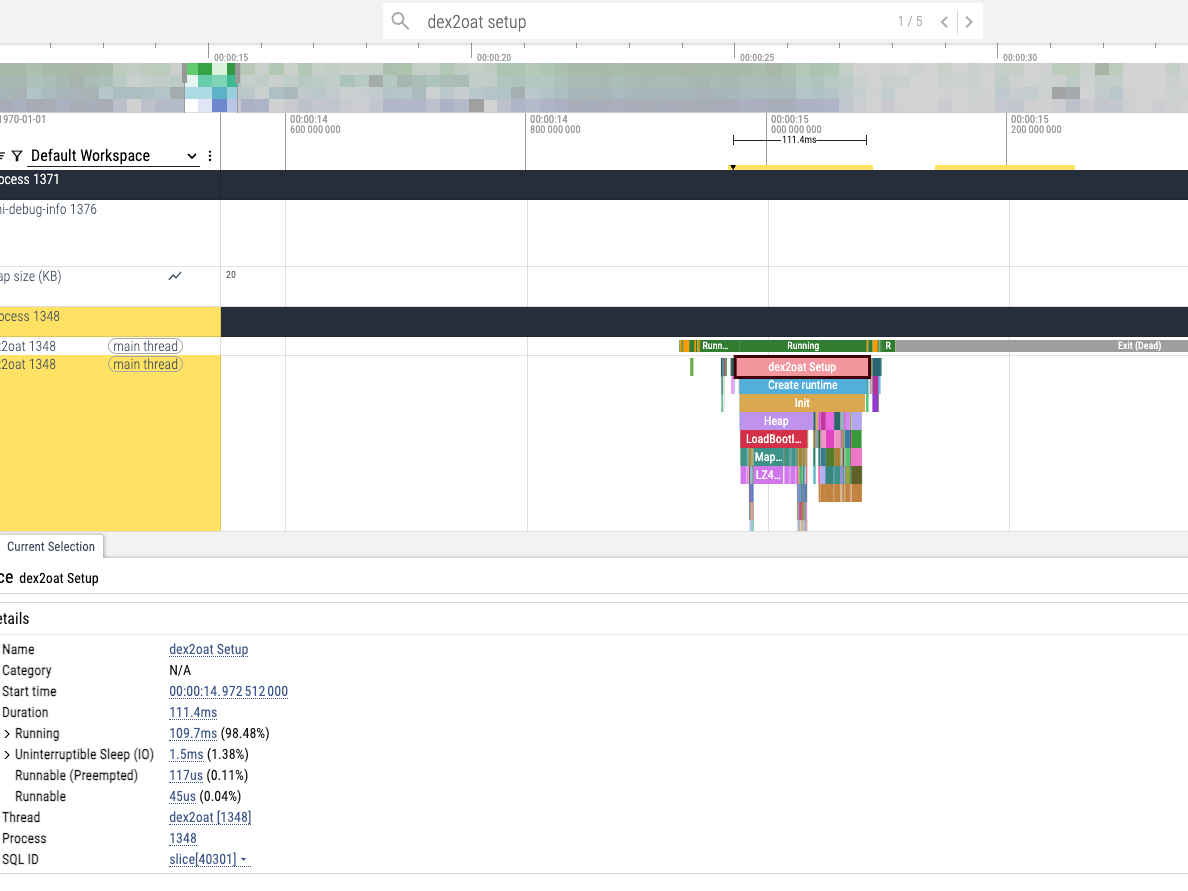 dex2oat setup
1 / 5
00:00:15
00:00:20
00:00:25
00:00:30
1970-01-01
00:00:14
600 000 000
00:00:14
800 000 000
00:00:15
000 000 000
00:00:15
200 000 000
111.4ms
Default Workspace
ocess 1371
ni-debug-info 1376
ap size (KB)
20
ocess 1348
2oat 1348
main thread
Runn...
Running
R
Exit (Dead)
2oat 1348
main thread
dex2oat Setup
Create runtime
Init
Heap
LoadBootI...
Map...
LZ4...
Current Selection
ce dex2oat Setup
etails
Name dex2oat Setup
Category N/A
Start time 00:00:14.972 512 000
Duration 111.4ms
Running 109.7ms (98.48%)
Uninterruptible Sleep (IO) 1.5ms (1.38%)
Runnable (Preempted) 117us (0.11%)
Runnable 45us (0.04%)
Thread dex2oat [1348]
Process 1348
SQL ID slice[40301]